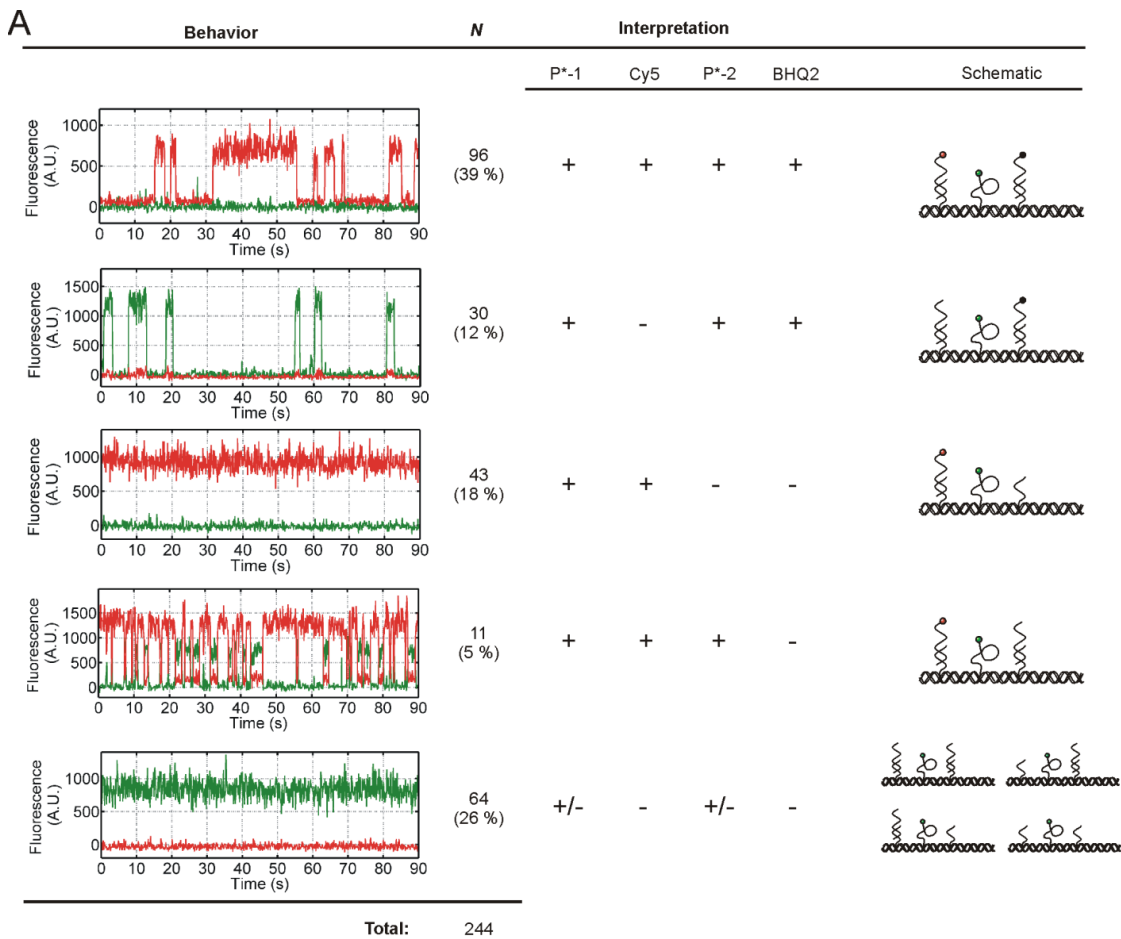 A
Behavior N Interpretation
P*-1 Cy5 P*-2 BHQ2 Schematic
Fluorescence
(A.U.)
1000
500
0
0 10 20 30 40 50 60 70 80 90
Time (s)
96
(39 %)
+ + + +
Fluorescence
(A.U.)
1500
1000
500
0
0 10 20 30 40 50 60 70 80 90
Time (s)
30
(12 %)
+ - + +
Fluorescence
(A.U.)
1000
500
0
0 10 20 30 40 50 60 70 80 90
Time (s)
43
(18 %)
+ + - -
Fluorescence
(A.U.)
1500
1000
500
0
0 10 20 30 40 50 60 70 80 90
Time (s)
11
(5 %)
+ + + -
Fluorescence
(A.U.)
1000
500
0
0 10 20 30 40 50 60 70 80 90
Time (s)
64
(26 %)
+/- - +/- -
Total: 244